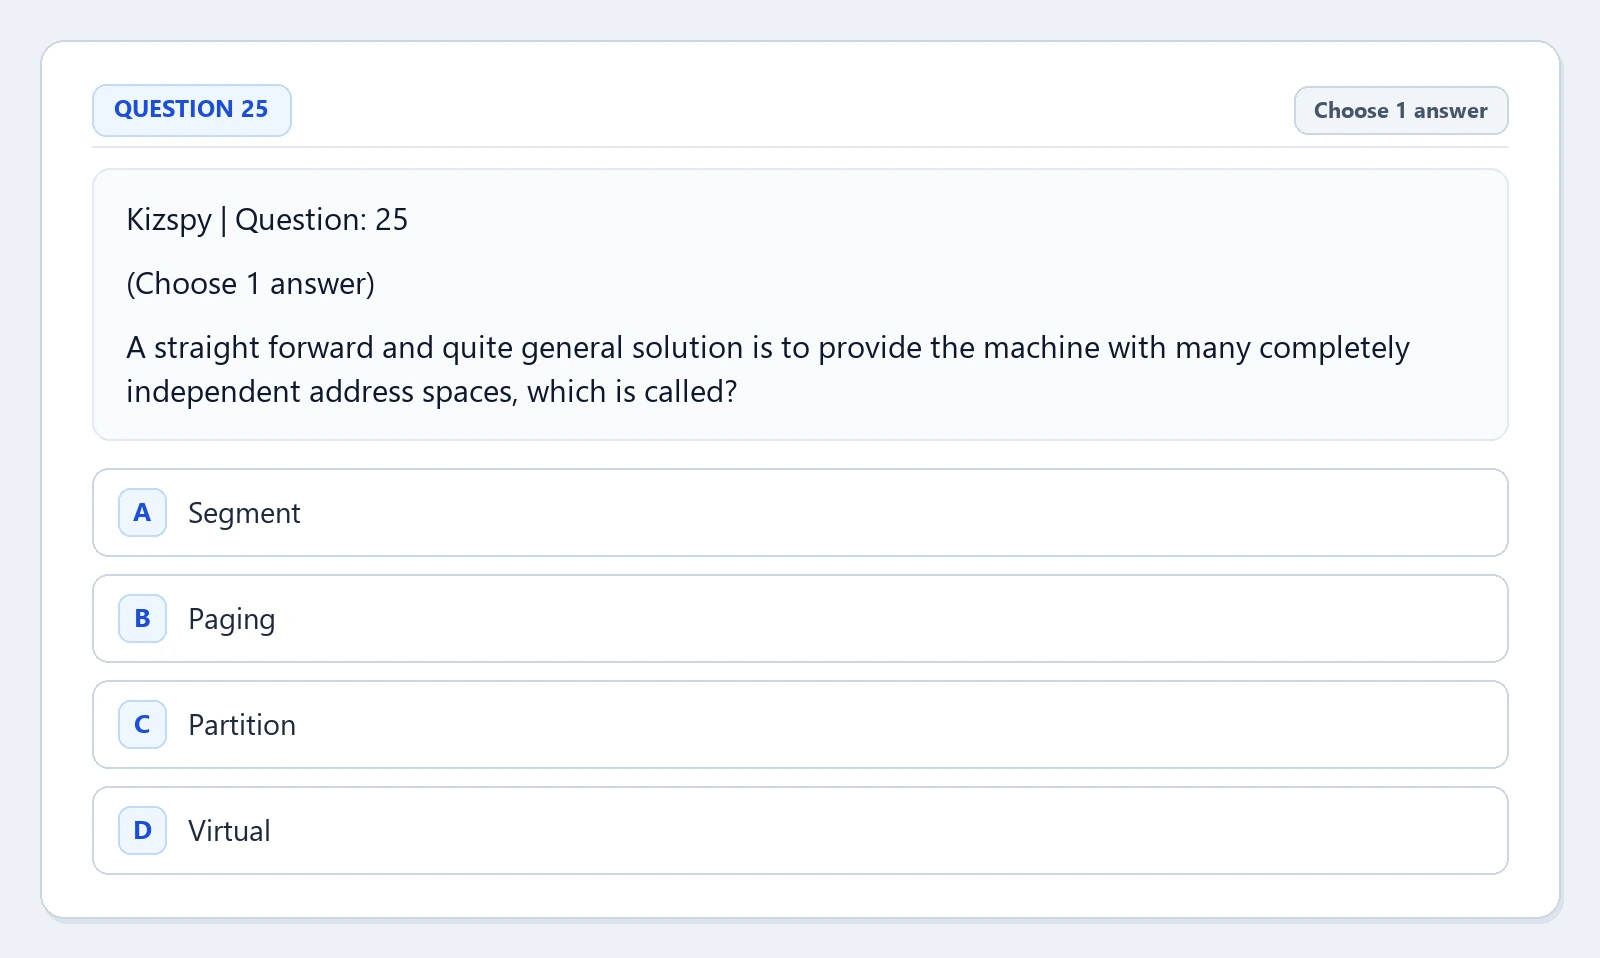 QUESTION 25
Choose 1 answer
Kizspy | Question: 25
(Choose 1 answer)
A straight forward and quite general solution is to provide the machine with many completely
independent address spaces, which is called?
A Segment
B Paging
C Partition
D Virtual